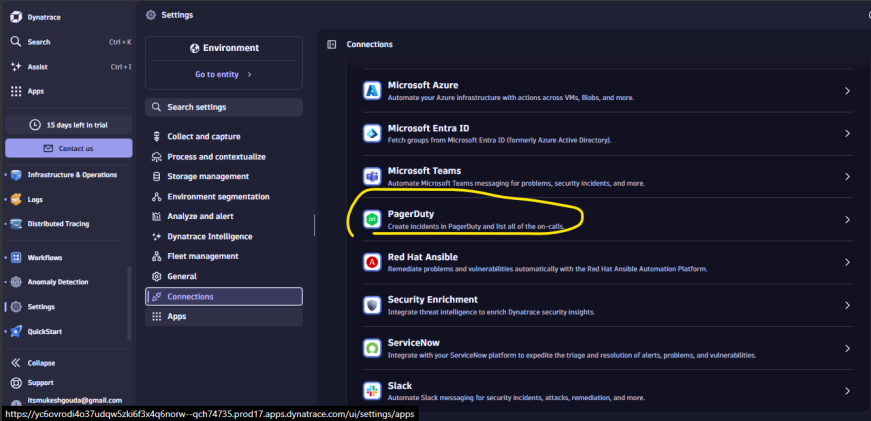 Dynatrace
Search Ctrl + K
Assist Ctrl + I
Apps
15 days left in trial
Contact us
Infrastructure & Operations
Logs
Distributed Tracing
Workflows
Anomaly Detection
Settings
QuickStart
Collapse
Support
itsmukeshgouda@gmail.com
Settings
Environment
Go to entity
Search settings
Collect and capture
Process and contextualize
Storage management
Environment segmentation
Analyze and alert
Dynatrace Intelligence
Fleet management
General
Connections
Apps
Connections
Microsoft Azure
Automate your Azure infrastructure with actions across VMs, Blobs, and more.
Microsoft Entra ID
Fetch groups from Microsoft Entra ID (formerly Azure Active Directory).
Microsoft Teams
Automate Microsoft Teams messaging for problems, security incidents, and more.
pd
PagerDuty
Create incidents in PagerDuty and list all of the on-calls.
Red Hat Ansible
Remediate problems and vulnerabilities automatically with the Red Hat Ansible Automation Platform.
Security Enrichment
Integrate threat intelligence to enrich Dynatrace security insights.
ServiceNow
Integrate with your ServiceNow platform to expedite the triage and resolution of alerts, problems, and vulnerabilities.
Slack
Automate Slack messaging for security incidents, attacks, remediation, and more.
https://yc6ovrodi4o37udqw5zki6f3x4q6norw--qch74735.prod17.apps.dynatrace.com/ui/settings/apps